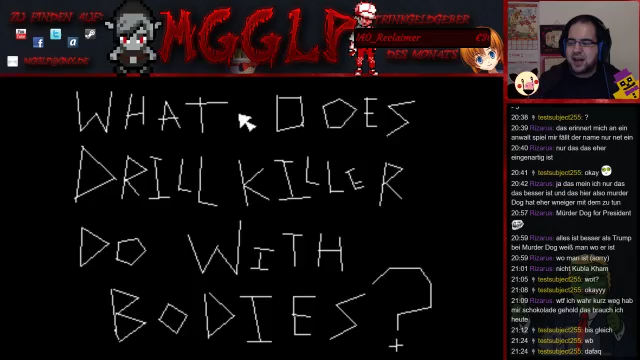 ZU FINDEN AUF:
MGGLP@GMX.DE
MGGLP
TRINKGELDGEBER
DES MONATS
WHAT DOES
DRILL KILLER
DO WITH
BODIES?
20:38 testsubject255: ?
20:39 Rizarus: das erinnert mich an ein anwalt spiel mir fällt der name nur net ein
20:40 Rizarus: nur das das eher eingenartig ist
20:41 testsubject255: okay
20:42 Rizarus: ja das mein ich nur das das besser ist und das hier also murder Dog hat eher wneiger mit dem zu tun
20:57 Rizarus: Mürder Dog for President
20:59 Rizarus: alles ist besser als Trump bei Murder Dog weiß man wo er ist
20:59 Rizarus: wo man ist (sorry)
21:01 Rizarus: nicht Kubla Kham
21:05 testsubject255: wot?
21:08 testsubject255: okayyy
21:09 Rizarus: wtf ich wahr kurz weg hab mir schokolade gehold das brauch ich heute
21:12 testsubject255: bis gleich
21:24 testsubject255: wb
21:24 testsubject255: dafaq